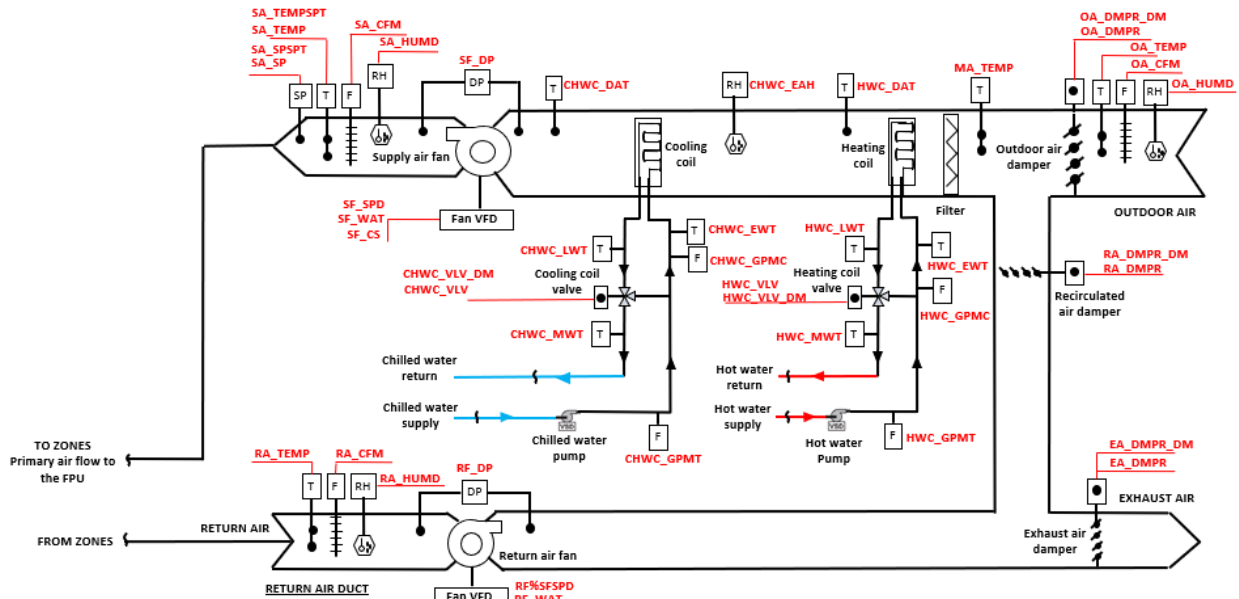 SA_TEMPSPT
SA_TEMP
SA_SPSPT
SA_SP
SA_CFM
SA_HUMD
SF_DP
SP
T
F
RH
DP
T
CHWC_DAT
RH
CHWC_EAH
T
HWC_DAT
MA_TEMP
T
OA_DMPR_DM
OA_DMPR
OA_TEMP
OA_CFM
OA_HUMD
T
F
RH
Supply air fan
Cooling
coil
Heating
coil
Outdoor air
damper
Filter
OUTDOOR AIR
SF_SPD
SF_WAT
SF_CS
Fan VFD
CHWC_LWT
T
T
CHWC_EWT
F
CHWC_GPMC
CHWC_VLV_DM
CHWC_VLV
Cooling coil
valve
CHWC_MWT
T
HWC_LWT
T
T
HWC_EWT
HWC_VLV
HWC_VLV_DM
Heating coil
valve
F
HWC_GPMC
HWC_MWT
T
RA_DMPR_DM
RA_DMPR
Recirculated
air damper
Chilled water
return
Hot water
return
Chilled water
supply
VSD
Chilled water
pump
F
CHWC_GPMT
Hot water
supply
VSD
Hot water
Pump
F
HWC_GPMT
TO ZONES
Primary air flow to
the FPU
RA_TEMP
RA_CFM
RA_HUMD
RF_DP
T
F
RH
DP
EA_DMPR_DM
EA_DMPR
EXHAUST AIR
Exhaust air
damper
FROM ZONES
RETURN AIR
Return air fan
RETURN AIR DUCT
Fan VFD
RF%SFSPD
RF_WAT